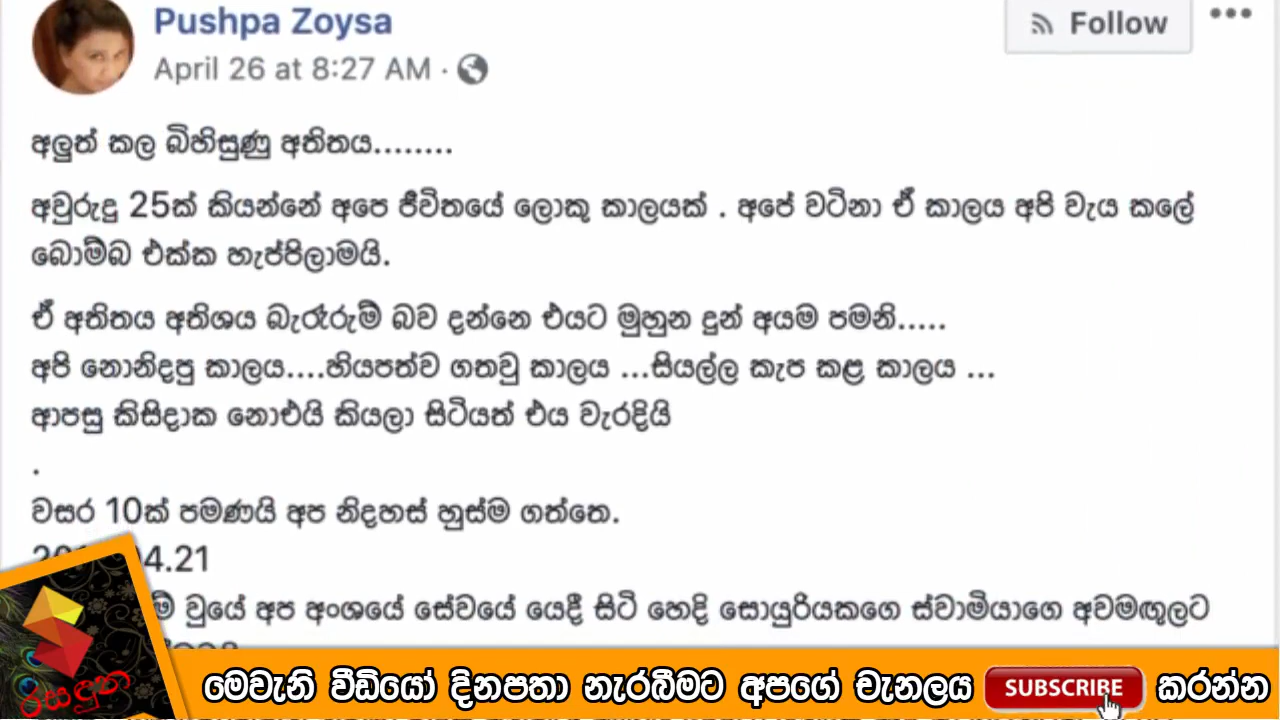 Pushpa Zoysa
Follow
April 26 at 8:27 AM
අලුත් කල බිහිසුණු අතිතය........
අවුරුදු 25ක් කියන්නේ අපෙ ජීවිතයේ ලොකු කාලයක් . අපේ වටිනා ඒ කාලය අපි වැය කලේ
බොම්බ එක්ක හැප්පිලාමයි.
ඒ අතිතය අතිශය බැරෑරුම් බව දන්නෙ එයට මුහුන දුන් අයම පමනි.....
අපි නොනිදපු කාලය....හියපත්ව ගතවු කාලය ...සියල්ල කැප කළ කාලය ...
ආපසු කිසිදාක නොඑයි කියලා සිටියත් එය වැරදියි
.
වසර 10ක් පමණයි අප නිදහස් හුස්ම ගත්තෙ.
04.21
වුයේ අප අංශයේ සේවයේ යෙදී සිටි හෙදි සොයුරියකගෙ ස්වාමියාගෙ අවමඟුලට
රසඳුන
මෙවැනි වීඩියෝ දිනපතා නැරඹීමට අපගේ චැනලය SUBSCRIBE කරන්න